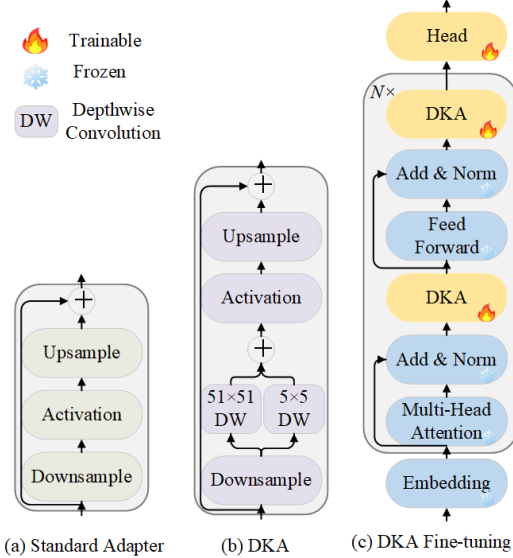 Trainable
Frozen
DW
Depthwise
Convolution
+
Upsample
Activation
Downsample
(a) Standard Adapter
+
Upsample
Activation
+
51×51
DW
5×5
DW
Downsample
(b) DKA
Head
N×
DKA
Add & Norm
Feed
Forward
DKA
Add & Norm
Multi-Head
Attention
Embedding
(c) DKA Fine-tuning